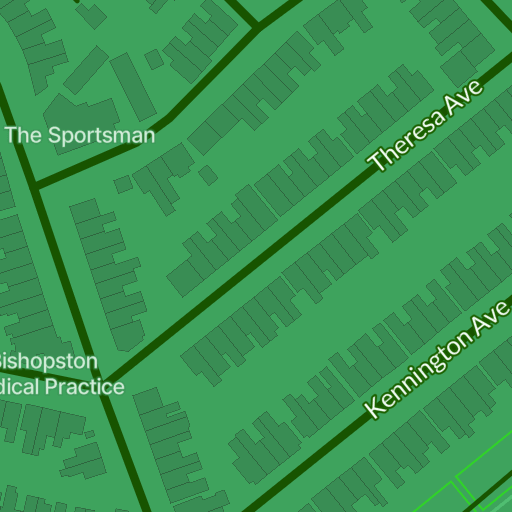 Theresa Ave
The Sportsman
Kennington Ave
Bishopston
dical Practice